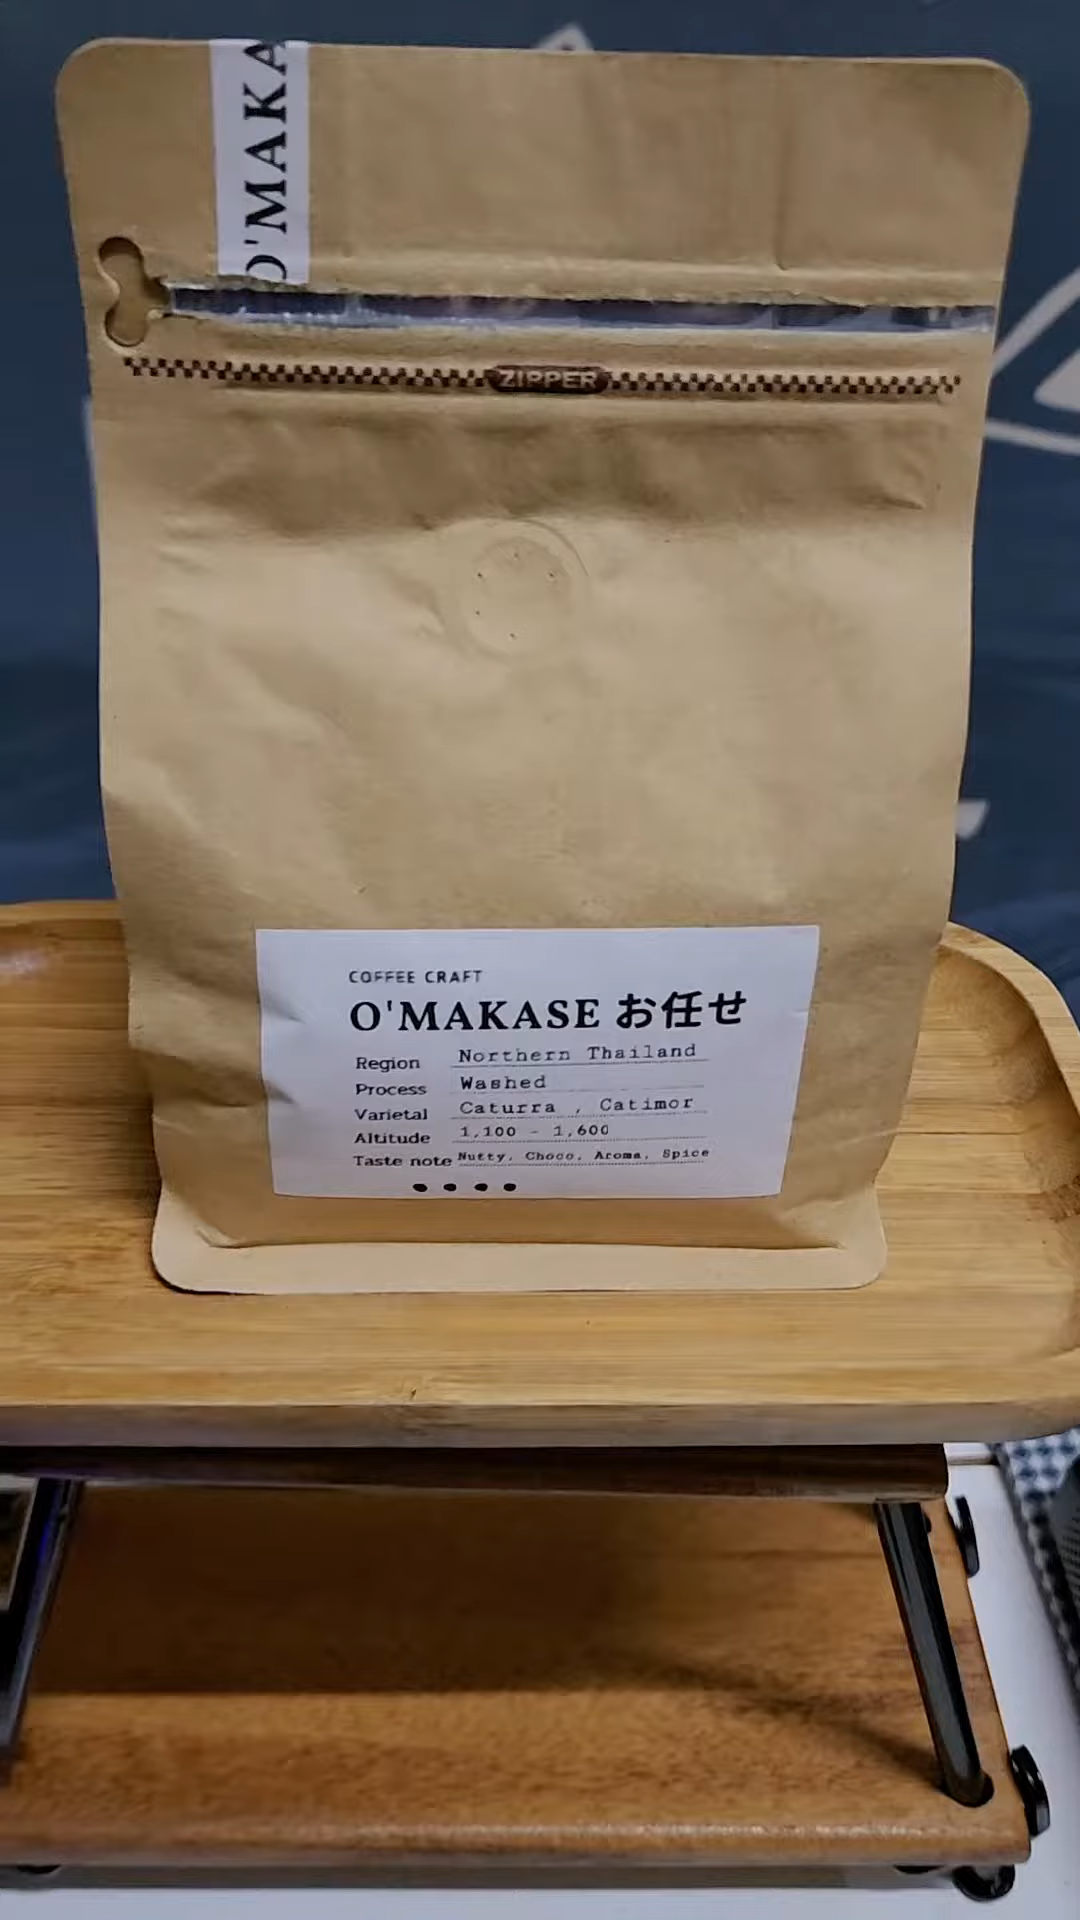 O'MAKA
ZIPPER
COFFEE CRAFT
O'MAKASE お任せ
Region Northern Thailand
Process Washed
Varietal Caturra , Catimor
Altitude 1,100 - 1,600
Taste note Nutty, Choco, Aroma, Spice